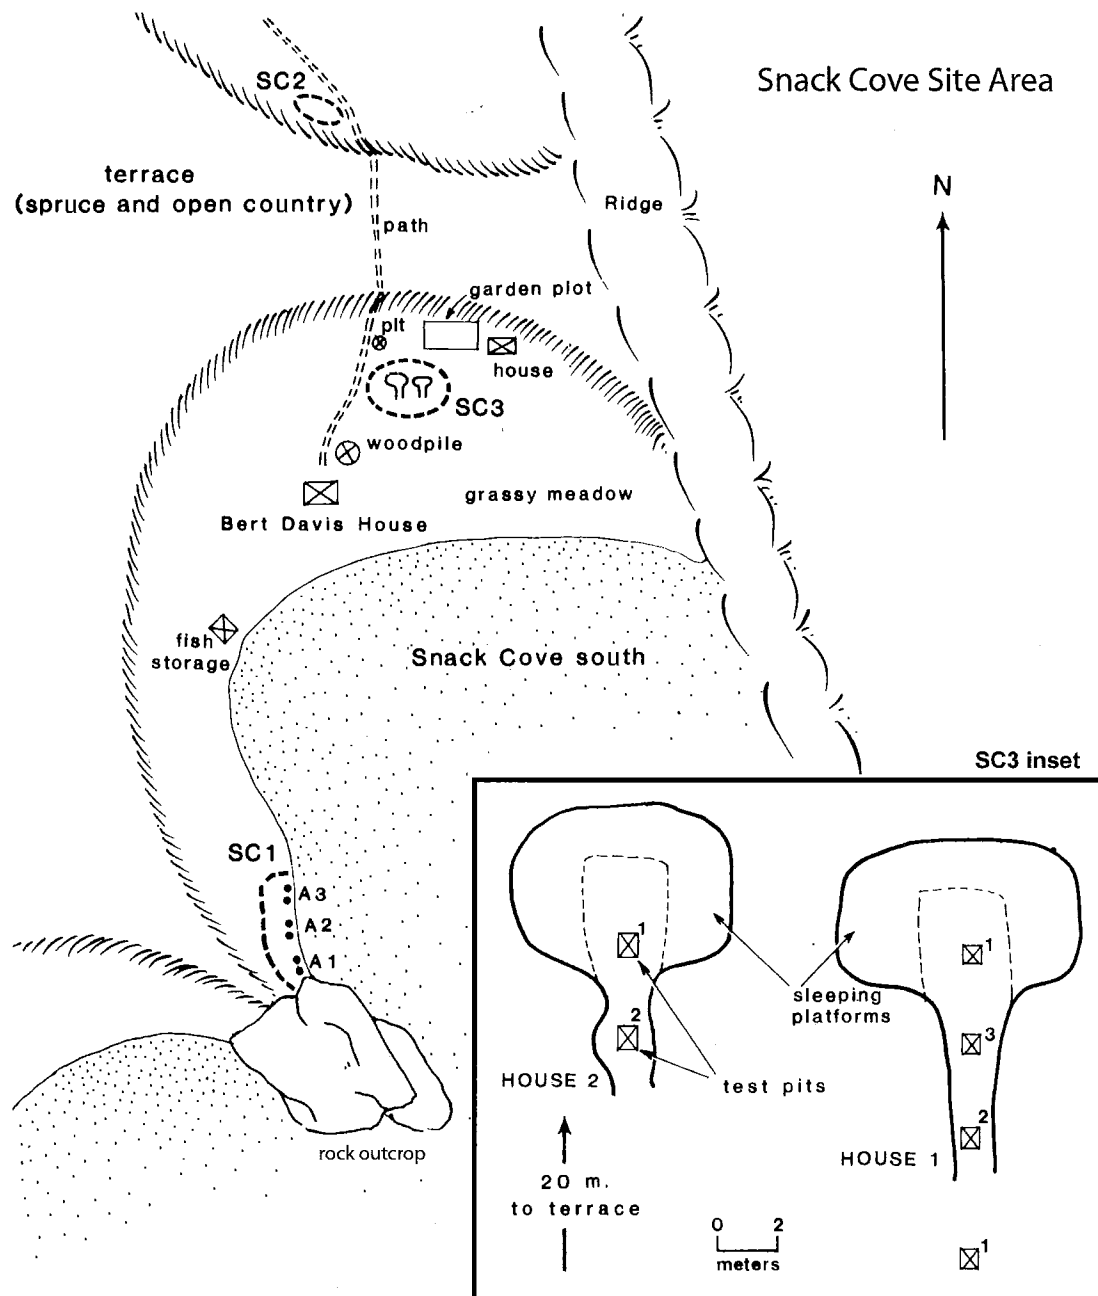 Snack Cove Site Area
SC2
terrace
(spruce and open country)
N
Ridge
path
garden plot
pit
house
SC3
woodpile
grassy meadow
Bert Davis House
fish
storage
Snack Cove south
SC3 inset
SC1
A3
A2
A1
rock outcrop
1
1
sleeping
platforms
2
3
HOUSE 2
test pits
2
HOUSE 1
20 m.
to terrace
0 2
meters
1